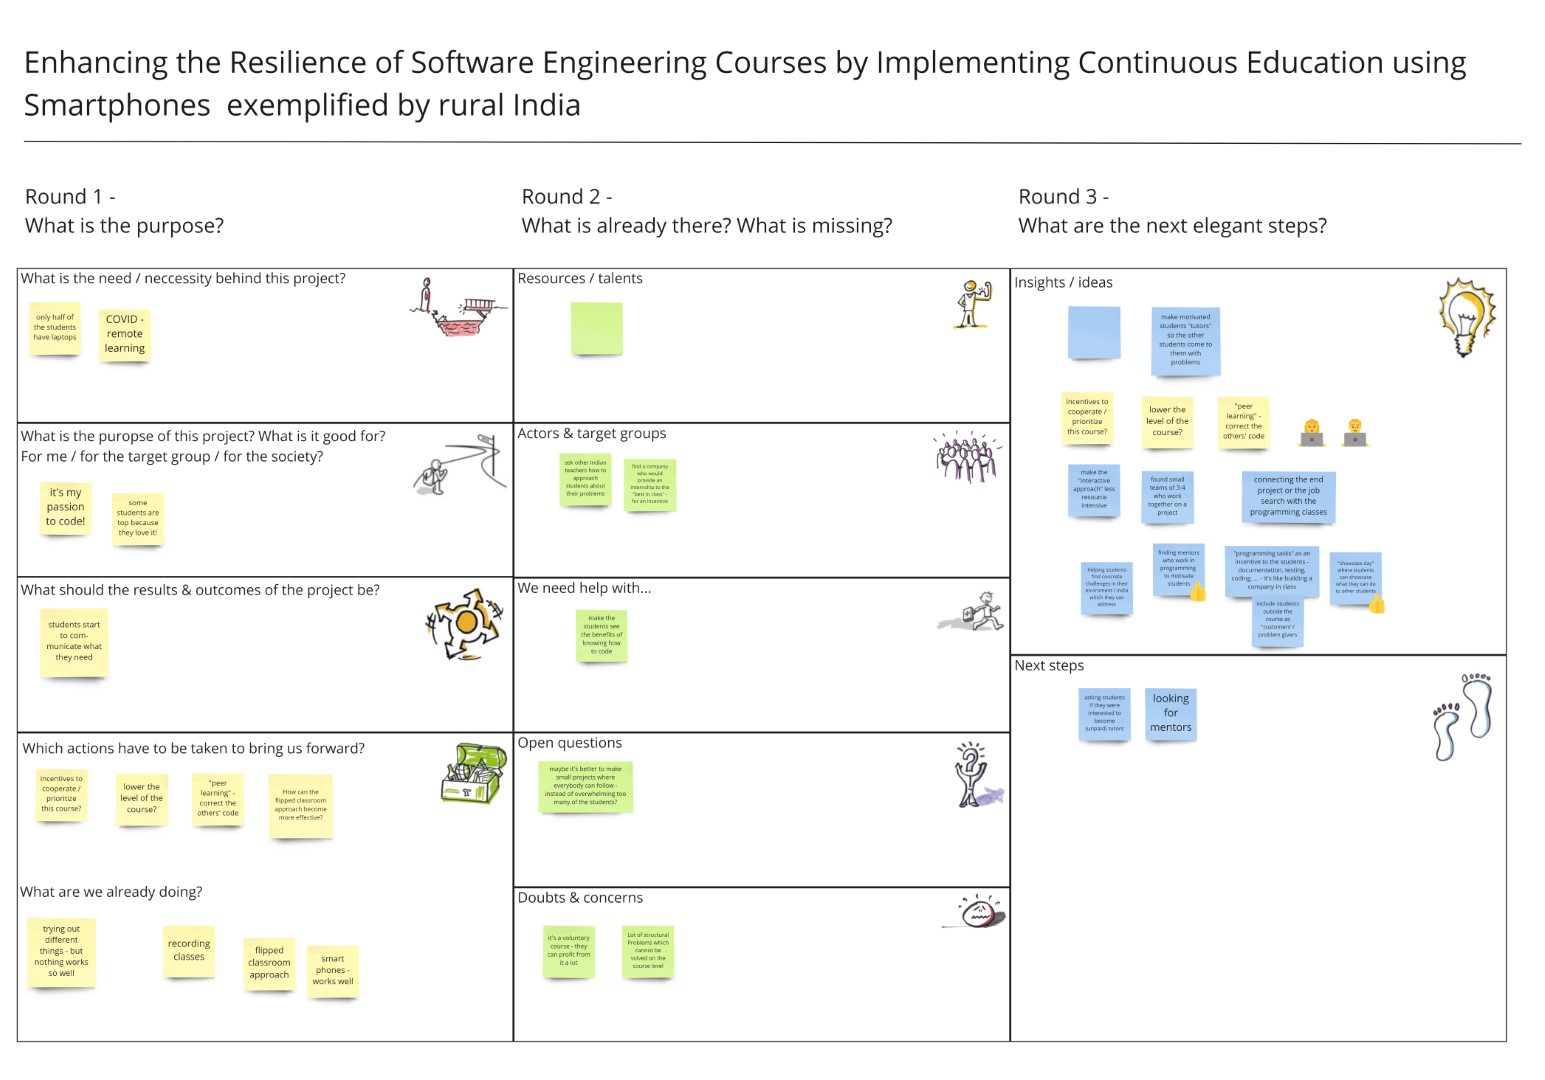 Enhancing the Resilience of Software Engineering Courses by Implementing Continuous Education using
Smartphones exemplified by rural India
Round 1 -
What is the purpose?
What is the need / neccessity behind this project?
only half of
the students
have laptops
COVID -
remote
learning
What is the puropse of this project? What is it good for?
For me / for the target group / for the society?
it's my
passion
to code!
some
students are
top because
they love it!
What should the results & outcomes of the project be?
students start
to com-
municate what
they need
Which actions have to be taken to bring us forward?
incentives to
cooperate /
prioritize
this course?
lower the
level of the
course?
"peer
learning" -
correct the
others' code
How can the
flipped classroom
approach become
more effective?
What are we already doing?
trying out
different
things - but
nothing works
so well
recording
classes
flipped
classroom
approach
smart
phones -
works well
Round 2 -
What is already there? What is missing?
Resources / talents
Actors & target groups
ask other Indian
teachers how to
approach
students about
their problems
find a company
who would
provide an
internship to the
"best in class" -
for an incentive
We need help with...
make the
students see
the benefits of
knowing how
to code
Open questions
maybe it's better to make
small projects where
everybody can follow -
instead of overwhelming too
many of the students?
Doubts & concerns
it's a voluntary
course - they
can profit from
it a lot
Lot of structural
Problems which
cannot be
solved on the
course level
Round 3 -
What are the next elegant steps?
Insights / ideas
make motivated
students "tutors"
so the other
students come to
them with
problems
incentives to
cooperate /
prioritize
this course?
lower the
level of the
course?
"peer
learning" -
correct the
others' code
make the
"interactive
approach" less
resource
intensive
found small
teams of 3-4
who work
together on a
project
connecting the end
project or the job
search with the
programming classes
helping students
find concrete
challenges in their
enviroment / India
which they can
address
finding mentors
who work in
programming
to motivate
students
"programming tasks" as an
incentive to the students -
documentation, testing,
coding, ... - it's like building a
company in class
"showcase day"
where students
can showcase
what they can do
to other students
include students
outside the
course as
"customers"/
problem givers
Next steps
asking students
if they were
interested to
become
(unpaid) tutors
looking
for
mentors